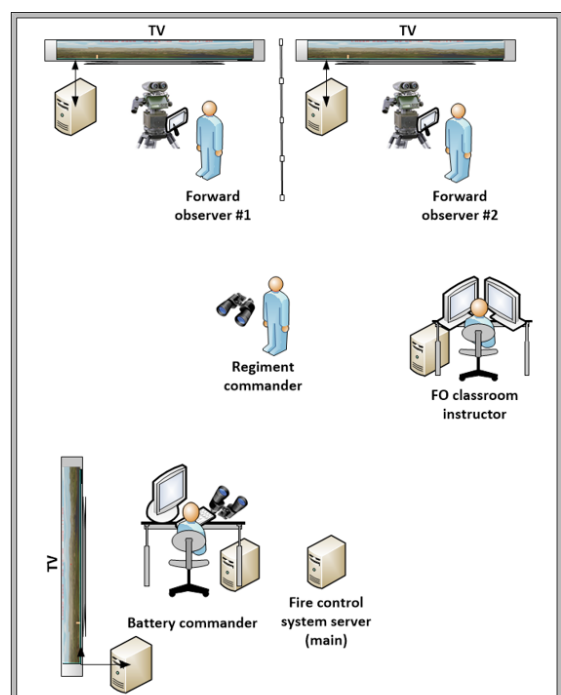 TV
TV
Forward
observer #1
Forward
observer #2
Regiment
commander
FO classroom
instructor
TV
Battery commander
Fire control
system server
(main)